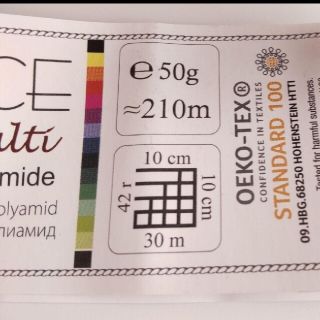 CE
ulti
mide
olyamid
лиамид
℮ 50g
≈210m
10 cm
42 r
10 cm
30 m
OEKO-TEX®
CONFIDENCE IN TEXTILES
STANDARD 100
09.HBG.68250 HOHENSTEIN HTTI
Tested for harmful substances.